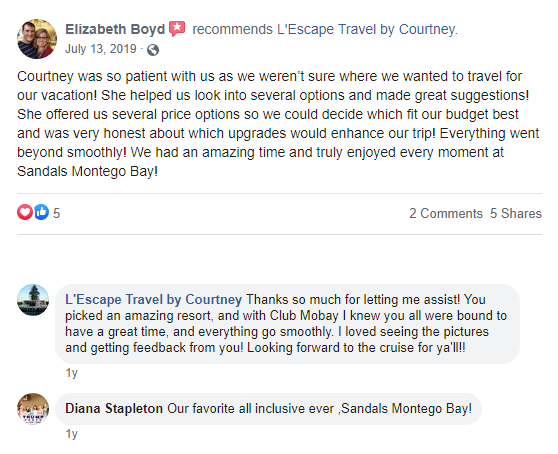 Elizabeth Boyd recommends L'Escape Travel by Courtney.
July 13, 2019 ·
Courtney was so patient with us as we weren't sure where we wanted to travel for
our vacation! She helped us look into several options and made great suggestions!
She offered us several price options so we could decide which fit our budget best
and was very honest about which upgrades would enhance our trip! Everything went
beyond smoothly! We had an amazing time and truly enjoyed every moment at
Sandals Montego Bay!
5 2 Comments 5 Shares
L'Escape Travel by Courtney Thanks so much for letting me assist! You
picked an amazing resort, and with Club Mobay I knew you all were bound to
have a great time, and everything go smoothly. I loved seeing the pictures
and getting feedback from you! Looking forward to the cruise for ya'll!!
1y
Diana Stapleton Our favorite all inclusive ever ,Sandals Montego Bay!
TRUMP
1y